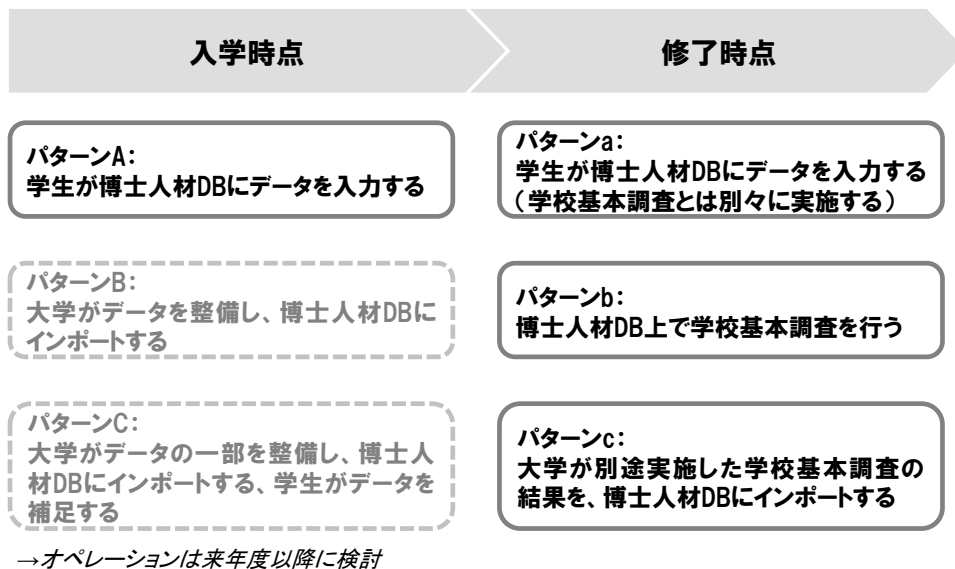 入学時点
修了時点
パターンA：
学生が博士人材DBにデータを入力する
パターンa：
学生が博士人材DBにデータを入力する
（学校基本調査とは別々に実施する）
パターンB：
大学がデータを整備し、博士人材DBに
インポートする
パターンb：
博士人材DB上で学校基本調査を行う
パターンC：
大学がデータの一部を整備し、博士人
材DBにインポートする、学生がデータを
補足する
パターンc：
大学が別途実施した学校基本調査の
結果を、博士人材DBにインポートする
→オペレーションは来年度以降に検討